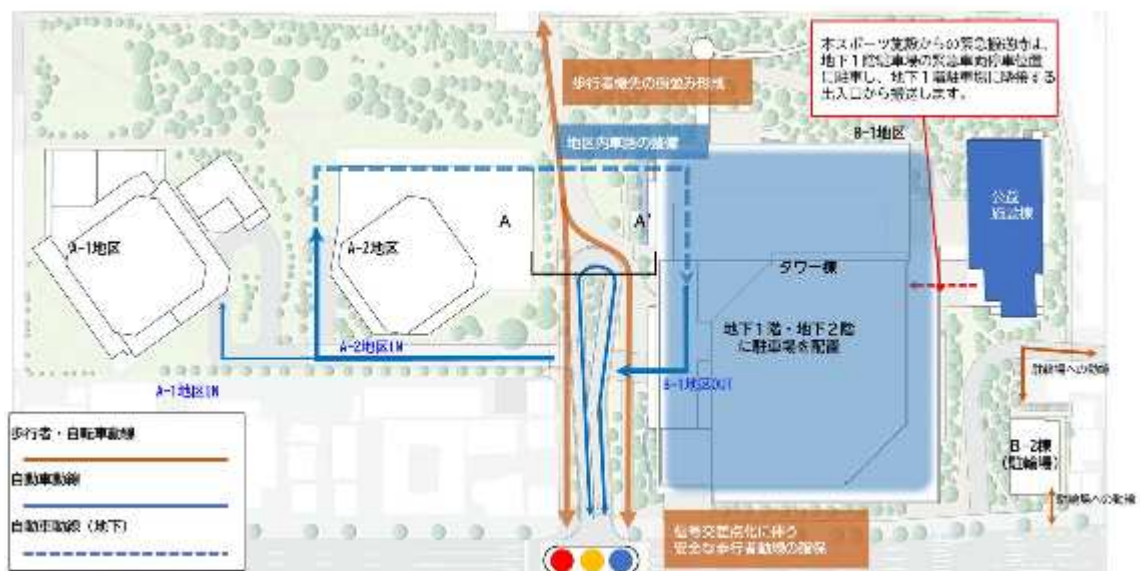 本スポーツ施設からの緊急搬送時は、
地下1階駐車場の緊急車両停車位置
に駐車し、地下1階駐車場に隣接する
出入口から搬送します。
歩行者優先の街並み形成
地区内車路の整備
B-1地区
公益
施設棟
A-1地区
A-2地区
A
A'
タワー棟
地下1階・地下2階
に駐車場を配置
A-2地区IN
A-1地区IN
B-1地区OUT
駐輪場への動線
B-2棟
(駐輪場)
駐輪場への動線
歩行者・自転車動線
自動車動線
自動車動線(地下)
信号交差点化に伴う
安全な歩行者動線の確保